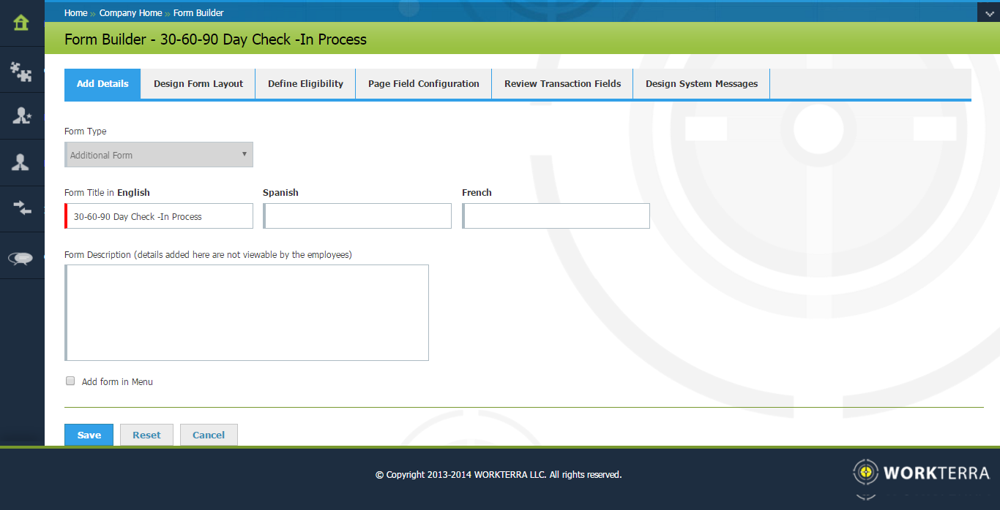 Home » Company Home » Form Builder
Form Builder - 30-60-90 Day Check -In Process
Add Details Design Form Layout Define Eligibility Page Field Configuration Review Transaction Fields Design System Messages
Form Type
Additional Form
Form Title in English Spanish French
30-60-90 Day Check -In Process
Form Description (details added here are not viewable by the employees)
Add form in Menu
Save Reset Cancel
© Copyright 2013-2014 WORKTERRA LLC. All rights reserved.
WORKTERRA